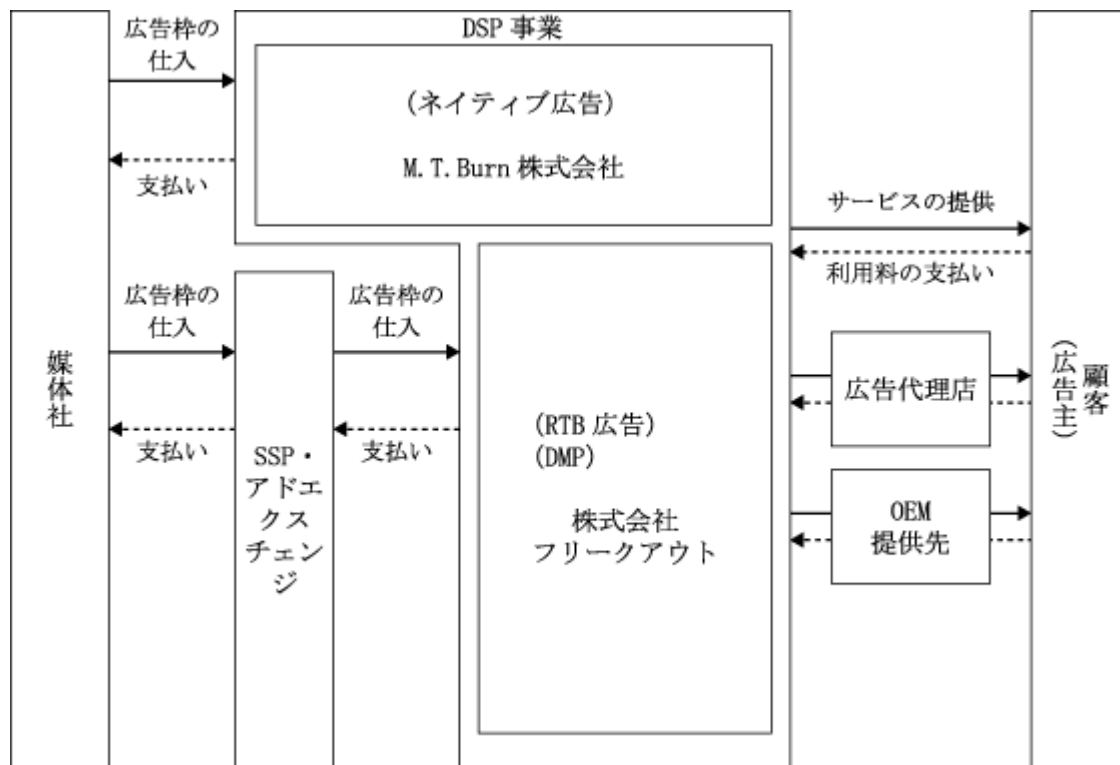 DSP 事業
広告枠の
仕入
支払い
(ネイティブ広告)
M.T.Burn 株式会社
サービスの提供
利用料の支払い
媒体社
広告枠の
仕入
支払い
SSP・
アドエ
クス
チェン
ジ
広告枠の
仕入
支払い
(RTB 広告)
(DMP)
株式会社
フリークアウト
広告代理店
OEM
提供先
顧客
(広告主)